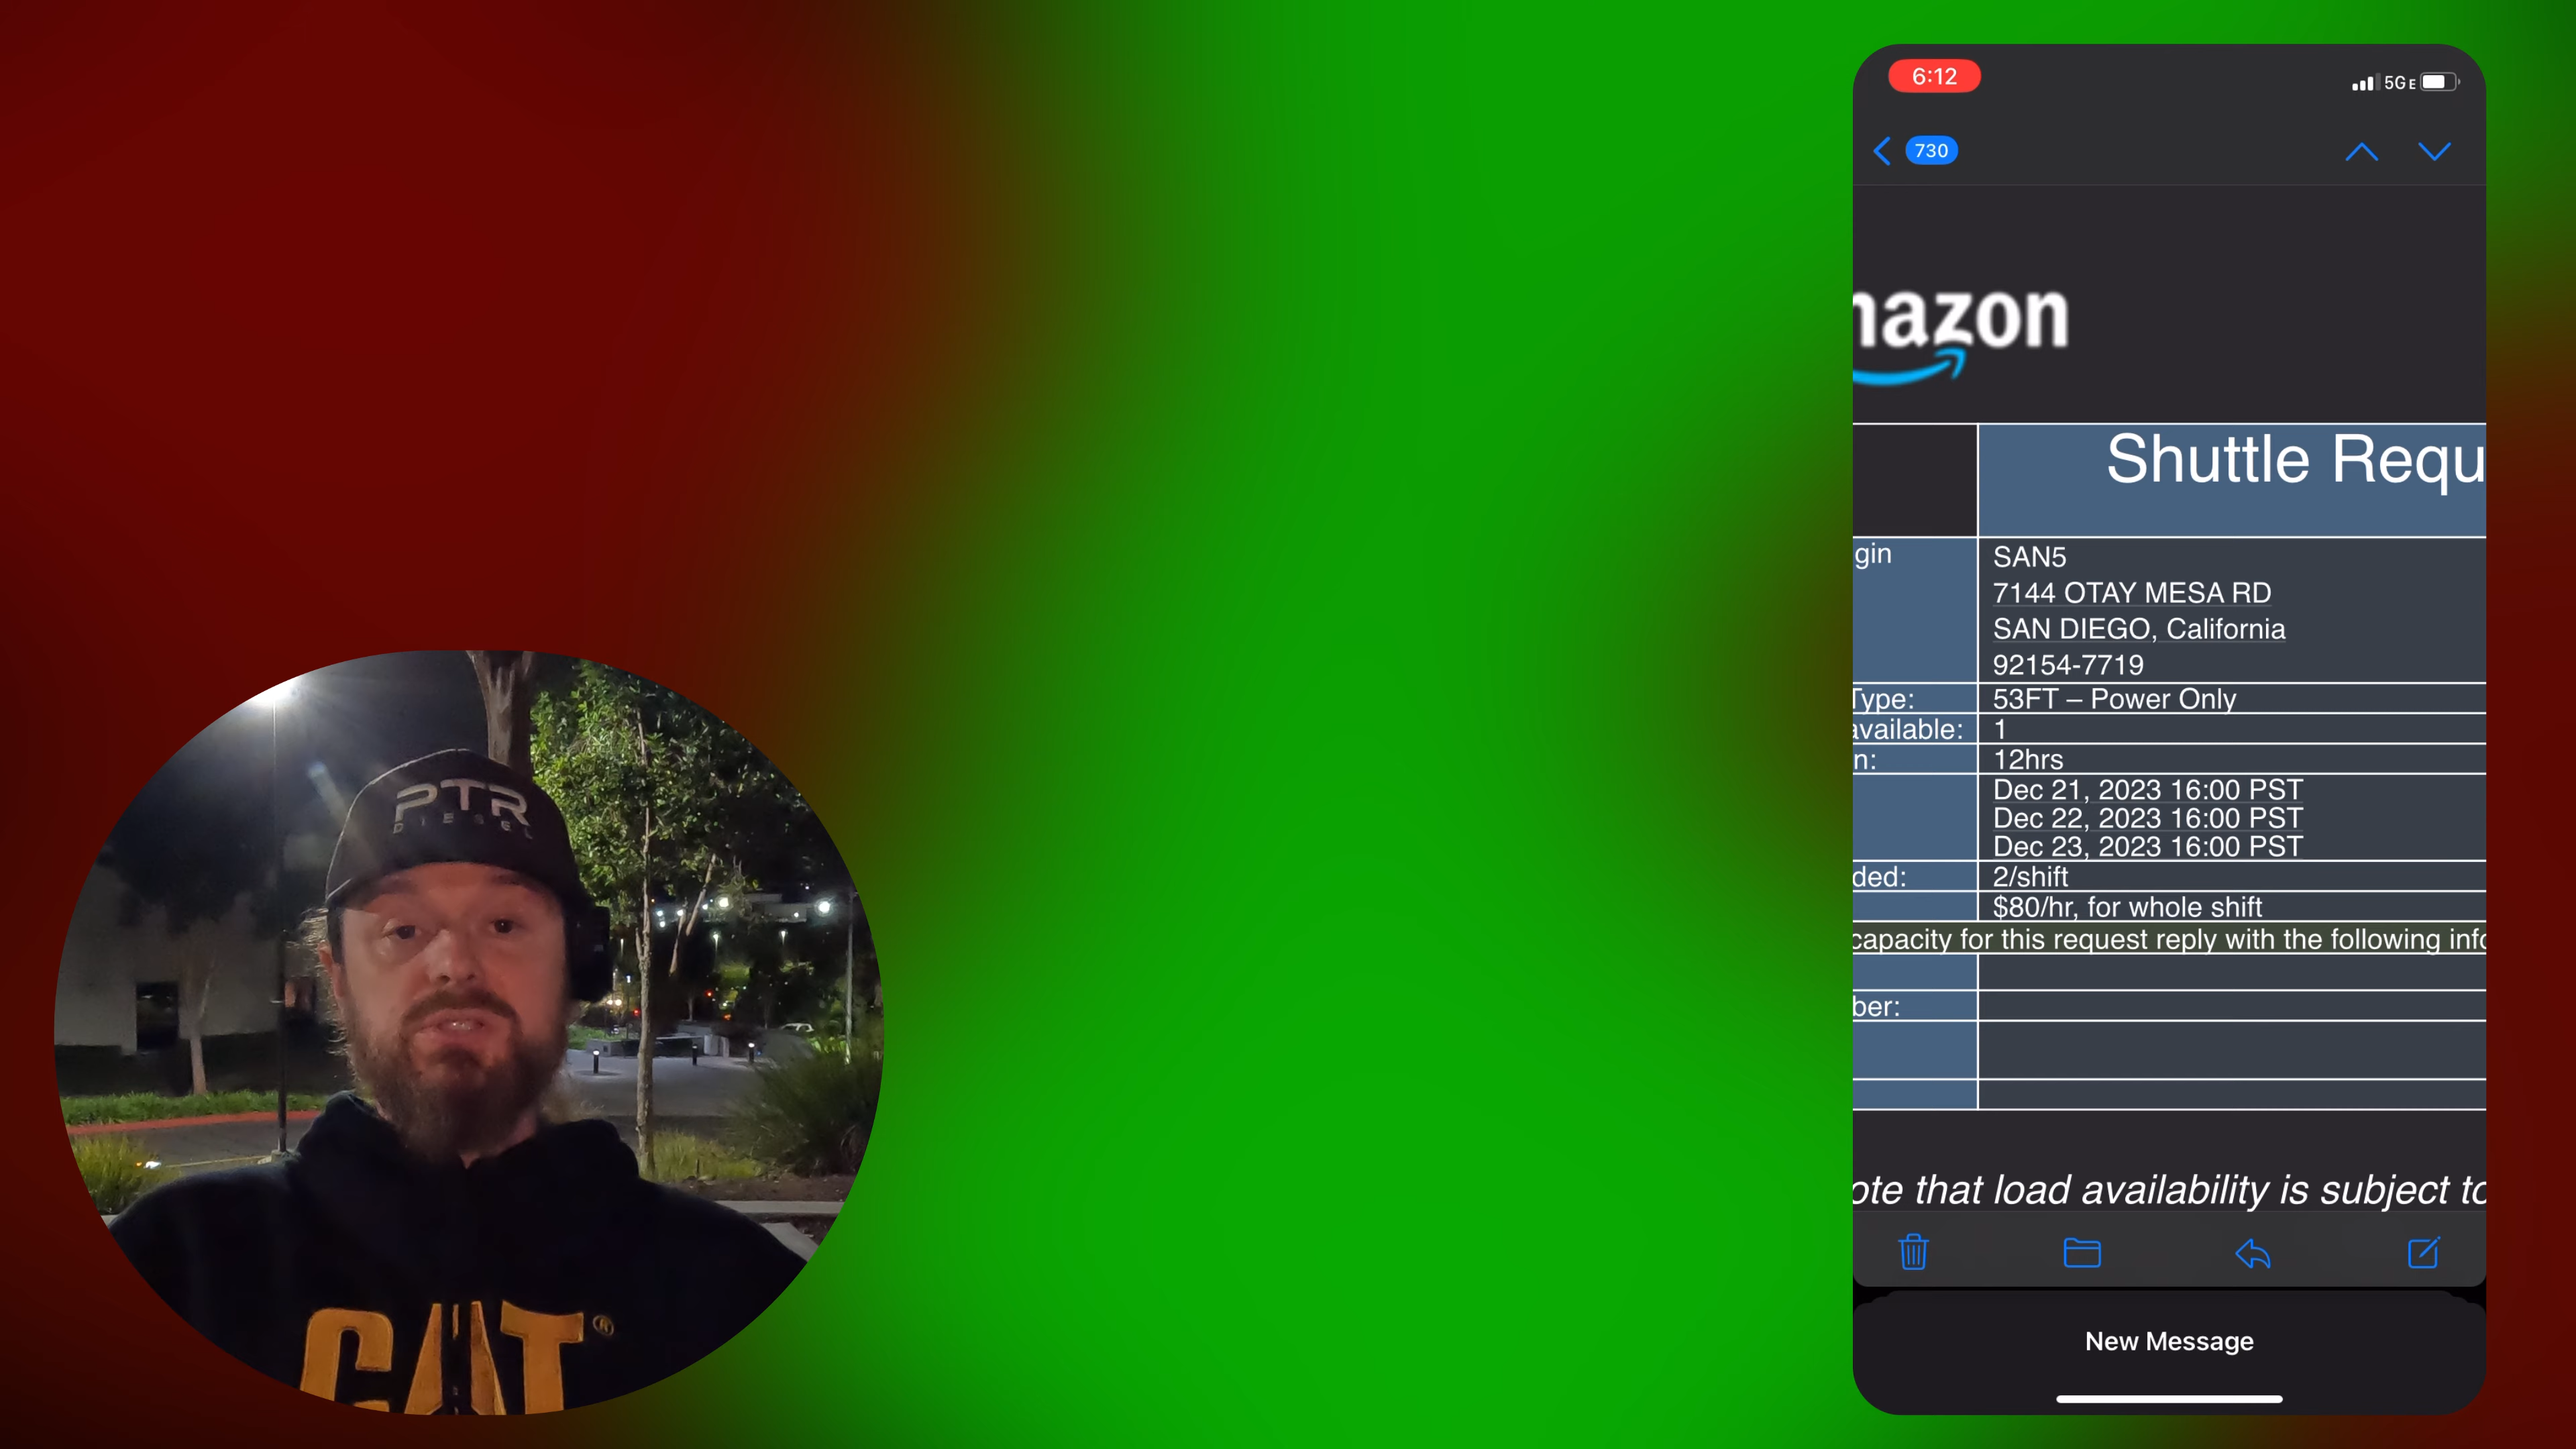 PTR
DIESEL
CAT®
6:12
5GE
730
mazon
Shuttle Requ
gin
SAN5
7144 OTAY MESA RD
SAN DIEGO, California
92154-7719
Type:
53FT – Power Only
available:
1
n:
12hrs
Dec 21, 2023 16:00 PST
Dec 22, 2023 16:00 PST
Dec 23, 2023 16:00 PST
ded:
2/shift
$80/hr, for whole shift
capacity for this request reply with the following info
ber:
ote that load availability is subject to
New Message